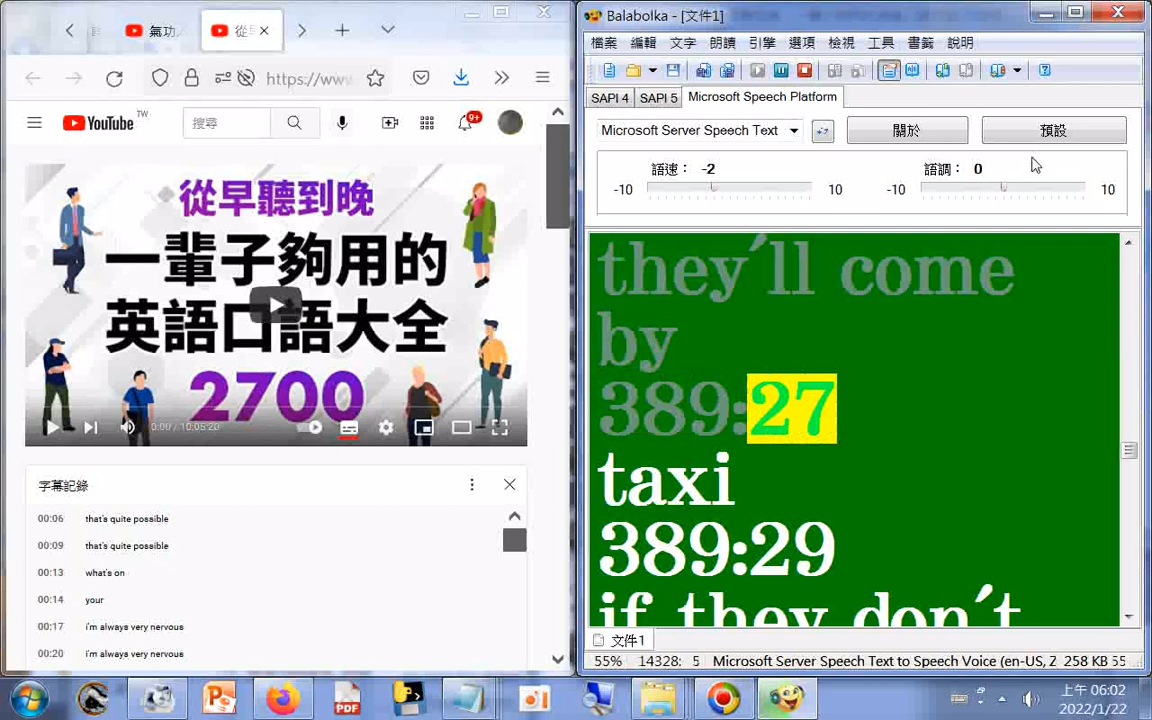 氣功
從
https://www
YouTube TW
搜尋
9+
從早聽到晚
一輩子夠用的
英語口語大全
2700
0:00 / 10:05:20
字幕記錄
00:06 that's quite possible
00:09 that's quite possible
00:13 what's on
00:14 your
00:17 i'm always very nervous
00:20 i'm always very nervous
Balabolka - [文件1]
檔案 編輯 文字 朗讀 引擎 選項 檢視 工具 書籤 說明
SAPI 4 SAPI 5 Microsoft Speech Platform
Microsoft Server Speech Text 關於 預設
語速： -2 語調： 0
-10 10 -10 10
they'll come
by
389:27
taxi
389:29
if they don't
文件1
55% 14328: 5 Microsoft Server Speech Text to Speech Voice (en-US, Z 258 KB 55
PDF
上午 06:02
2022/1/22